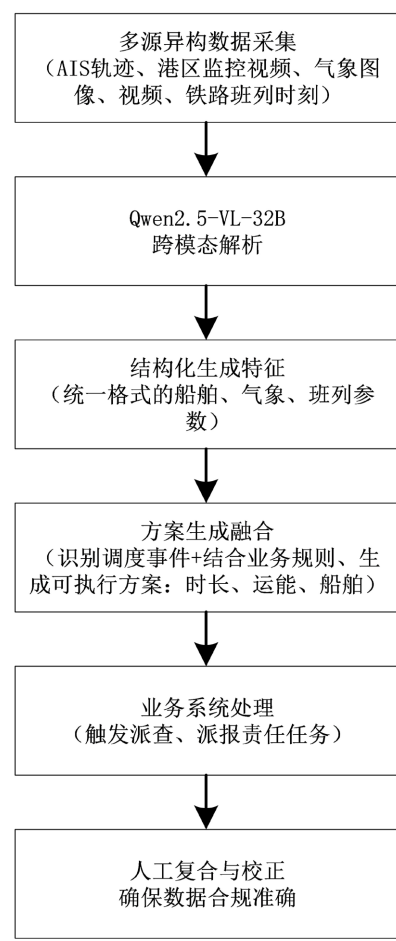 多源异构数据采集
（AIS轨迹、港区监控视频、气象图
像、视频、铁路班列时刻）
Qwen2.5-VL-32B
跨模态解析
结构化生成特征
（统一格式的船舶、气象、班列参
数）
方案生成融合
（识别调度事件+结合业务规则、生
成可执行方案：时长、运能、船舶）
业务系统处理
（触发派查、派报责任任务）
人工复合与校正
确保数据合规准确